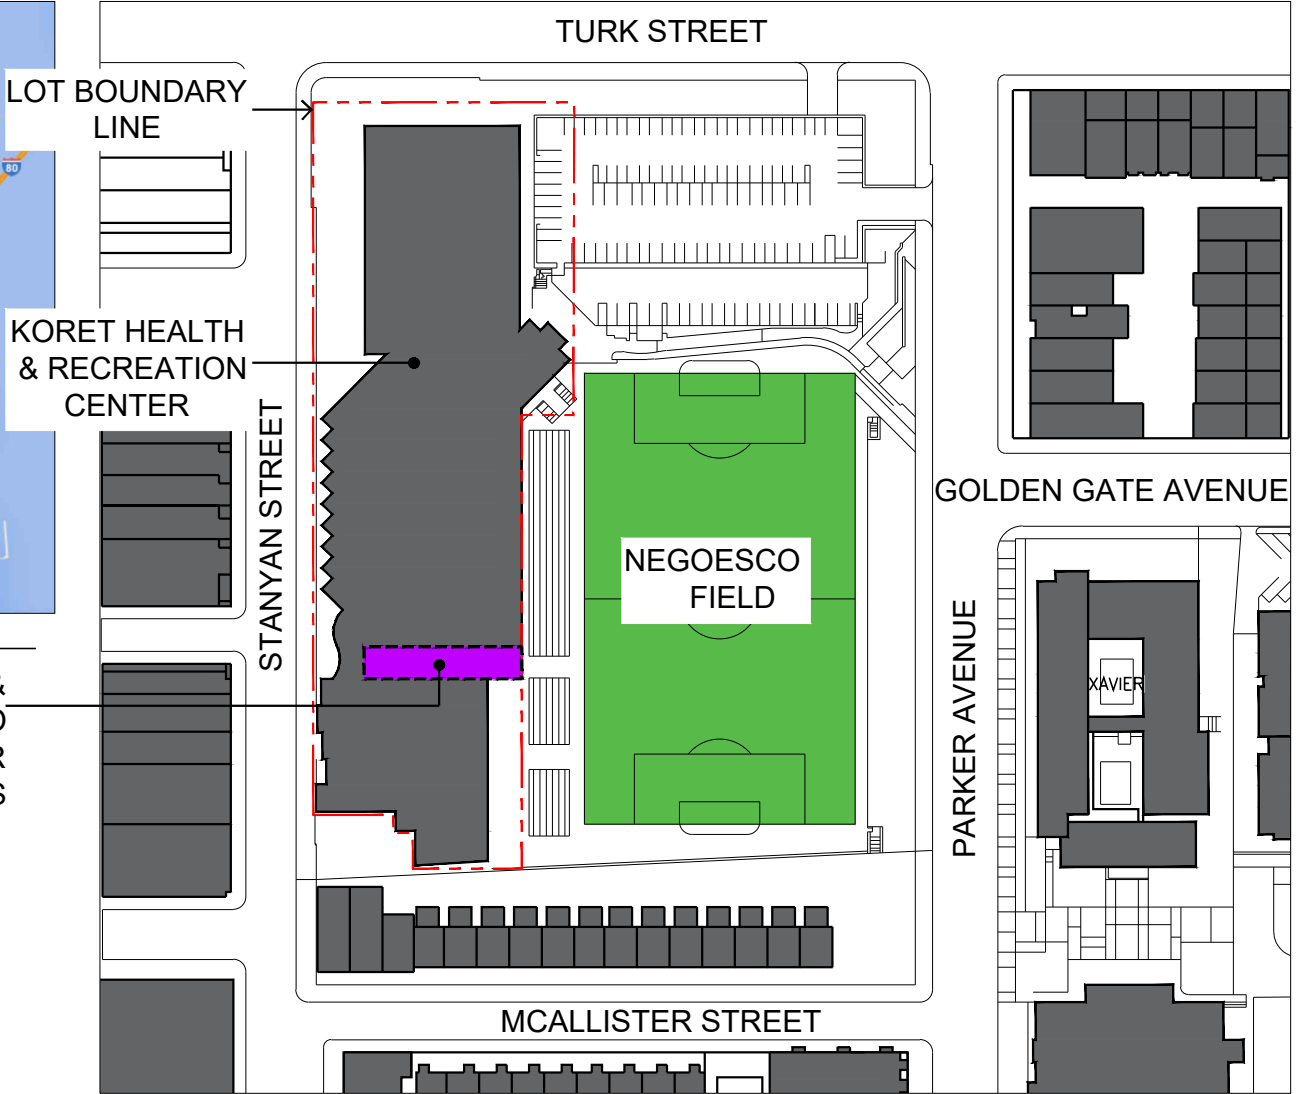 TURK STREET
LOT BOUNDARY
LINE
80
KORET HEALTH
& RECREATION
CENTER
STANYAN STREET
GOLDEN GATE AVENUE
NEGOESCO
FIELD
PARKER AVENUE
XAVIER
MCALLISTER STREET